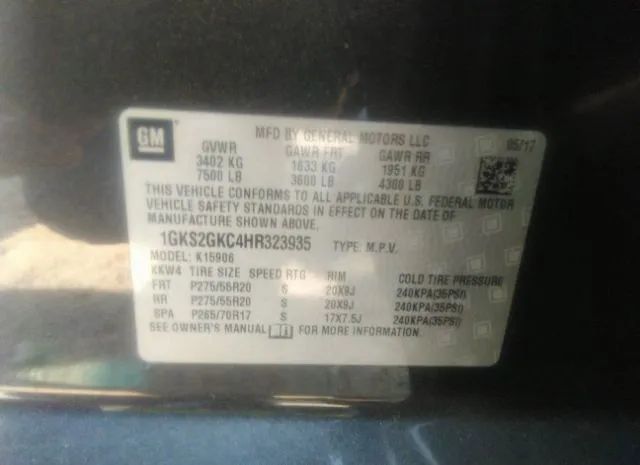 GM
MFD BY GENERAL MOTORS LLC 05/17
GVWR GAWR FRT GAWR RR
3402 KG 1633 KG 1951 KG
7500 LB 3600 LB 4300 LB
THIS VEHICLE CONFORMS TO ALL APPLICABLE U.S. FEDERAL MOTOR
VEHICLE SAFETY STANDARDS IN EFFECT ON THE DATE OF
MANUFACTURE SHOWN ABOVE.
1GKS2GKC4HR323935 TYPE: M.P.V.
MODEL: K15906
KKW4 TIRE SIZE SPEED RTG RIM COLD TIRE PRESSURE
FRT P275/55R20 S 20X9J 240KPA(35PSI)
RR P275/55R20 S 20X9J 240KPA(35PSI)
SPA P265/70R17 S 17X7.5J 240KPA(35PSI)
SEE OWNER'S MANUAL FOR MORE INFORMATION.